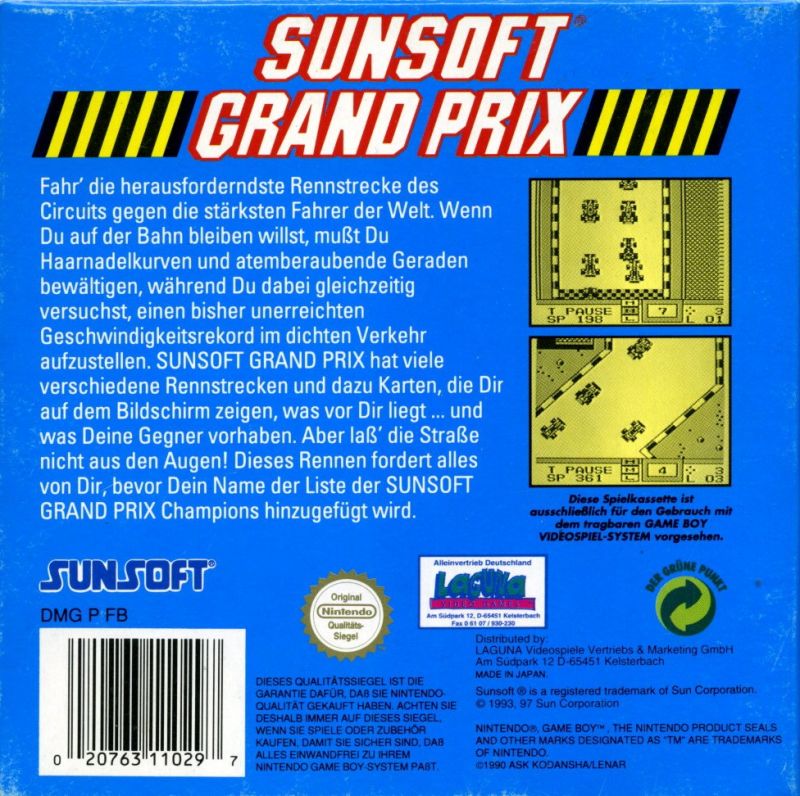 SUNSOFT®
GRAND PRIX
Fahr' die herausforderndste Rennstrecke des
Circuits gegen die stärksten Fahrer der Welt. Wenn
Du auf der Bahn bleiben willst, mußt Du
Haarnadelkurven und atemberaubende Geraden
bewältigen, während Du dabei gleichzeitig
versuchst, einen bisher unerreichten
Geschwindigkeitsrekord im dichten Verkehr
aufzustellen. SUNSOFT GRAND PRIX hat viele
verschiedene Rennstrecken und dazu Karten, die Dir
auf dem Bildschirm zeigen, was vor Dir liegt ... und
was Deine Gegner vorhaben. Aber laß' die Straße
nicht aus den Augen! Dieses Rennen fordert alles
von Dir, bevor Dein Name der Liste der SUNSOFT
GRAND PRIX Champions hinzugefügt wird.
T PAUSE H 7 3
SP 198 L L 01
T PAUSE H 4 3
SP 361 L L 03
Diese Spielkassette ist
ausschließlich für den Gebrauch mit
dem tragbaren GAME BOY
VIDEOSPIEL-SYSTEM vorgesehen.
SUNSOFT®
DMG P FB
0 20763 11029 7
Original
Nintendo
Qualitäts-
Siegel
DIESES QUALITÄTSSIEGEL IST DIE
GARANTIE DAFÜR, DAß SIE NINTENDO-
QUALITÄT GEKAUFT HABEN. ACHTEN SIE
DESHALB IMMER AUF DIESES SIEGEL,
WENN SIE SPIELE ODER ZUBEHÖR
KAUFEN, DAMIT SIE SICHER SIND, DAß
ALLES EINWANDFREI ZU IHREM
NINTENDO GAME BOY-SYSTEM PAßT.
Alleinvertrieb Deutschland
Laguna
VIDEO GAMES
Am Südpark 12, D-65451 Kelsterbach
Fax 0 61 07 / 930-230
DER GRÜNE PUNKT
Distributed by:
LAGUNA Videospiele Vertriebs & Marketing GmbH
Am Südpark 12 D-65451 Kelsterbach
MADE IN JAPAN.
Sunsoft ® is a registered trademark of Sun Corporation.
© 1993, 97 Sun Corporation
NINTENDO®, GAME BOY™, THE NINTENDO PRODUCT SEALS
AND OTHER MARKS DESIGNATED AS "TM" ARE TRADEMARKS
OF NINTENDO.
©1990 ASK KODANSHA/LENAR